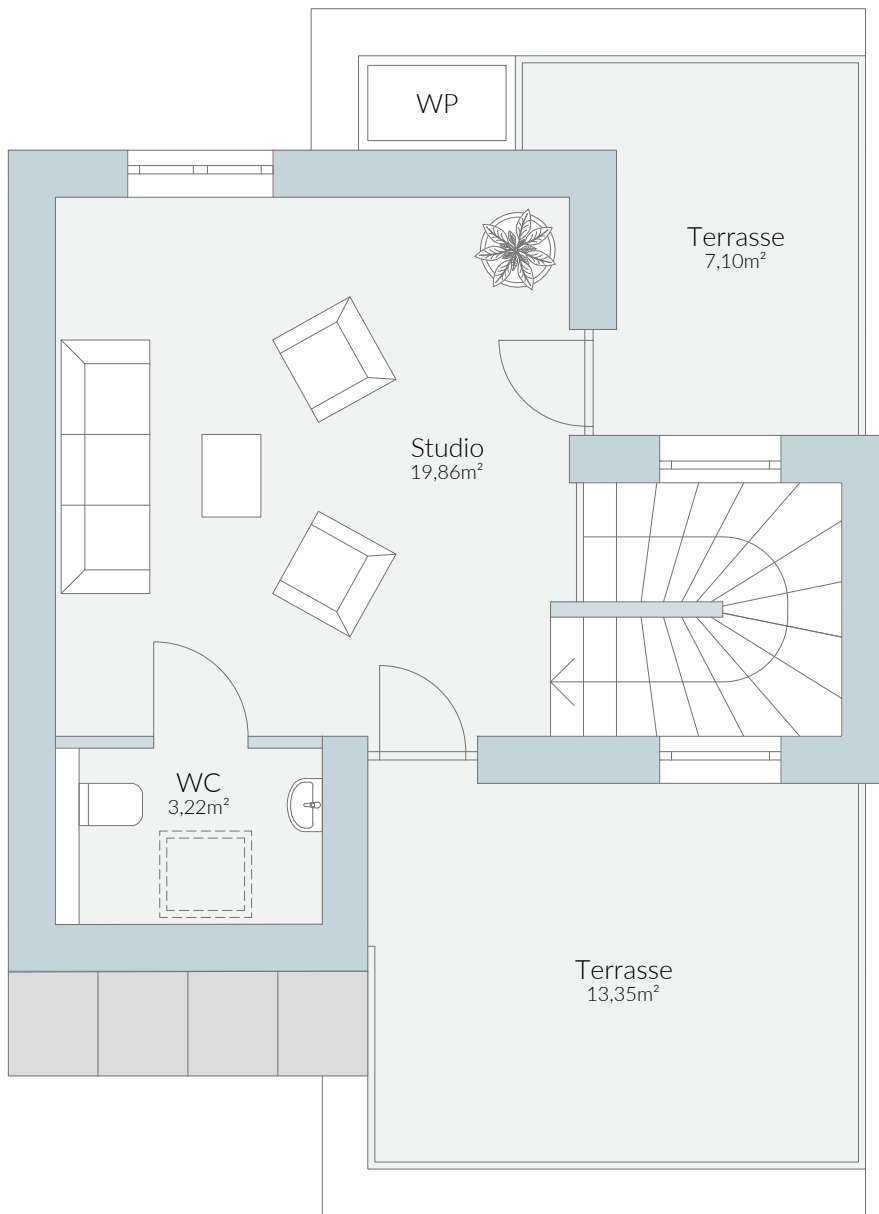 WP
Terrasse
7,10m²
Studio
19,86m²
WC
3,22m²
Terrasse
13,35m²